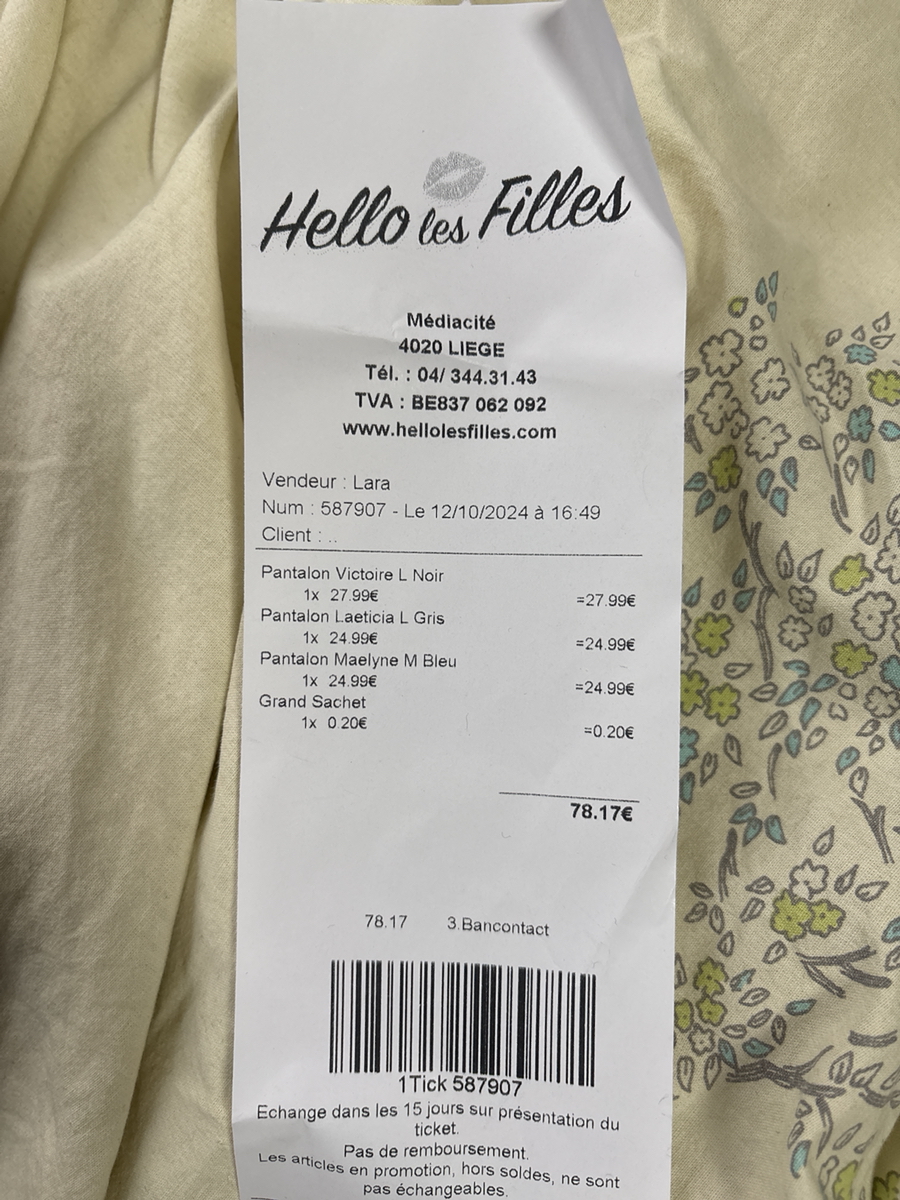 Hello les Filles
Médiacité
4020 LIEGE
Tél. : 04/ 344.31.43
TVA : BE837 062 092
www.hellolesfilles.com
Vendeur : Lara
Num : 587907 - Le 12/10/2024 à 16:49
Client : ..
Pantalon Victoire L Noir
1x 27.99€ =27.99€
Pantalon Laeticia L Gris
1x 24.99€ =24.99€
Pantalon Maelyne M Bleu
1x 24.99€ =24.99€
Grand Sachet
1x 0.20€ =0.20€
78.17€
78.17 3.Bancontact
1Tick 587907
Echange dans les 15 jours sur présentation du
ticket.
Pas de remboursement.
Les articles en promotion, hors soldes, ne sont
pas échangeables.